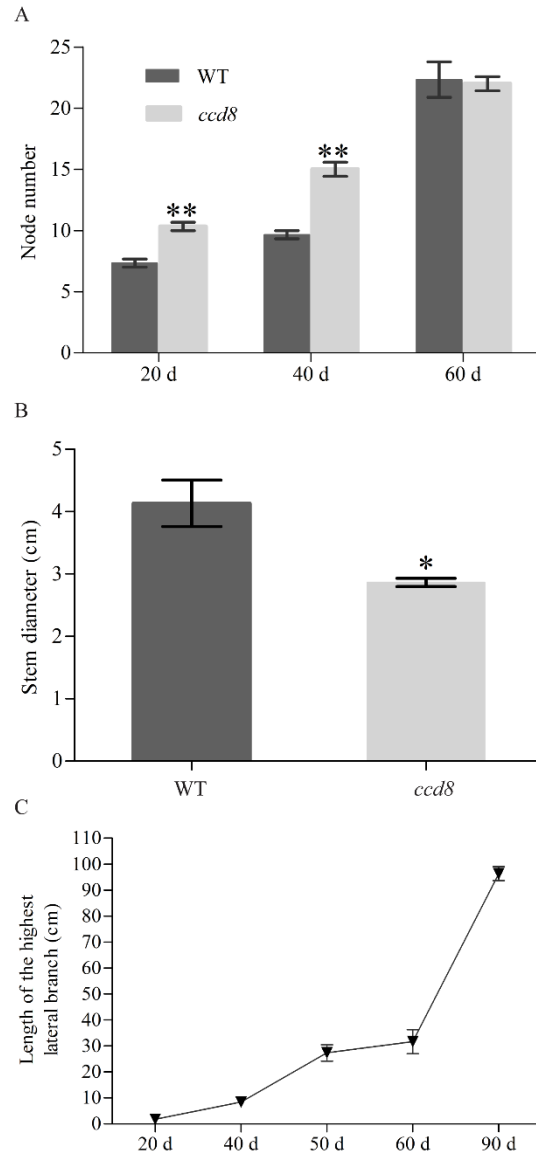 A
25
20
15
10
5
0
Node number
WT
ccd8
**
**
20 d
40 d
60 d
B
5
4
3
2
1
0
Stem diameter (cm)
*
WT
ccd8
C
110
100
90
80
70
60
50
40
30
20
10
0
Length of the highest
lateral branch (cm)
20 d
40 d
50 d
60 d
90 d